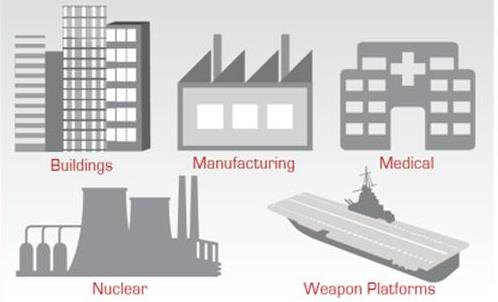 Buildings
Manufacturing
Medical
Nuclear
Weapon Platforms